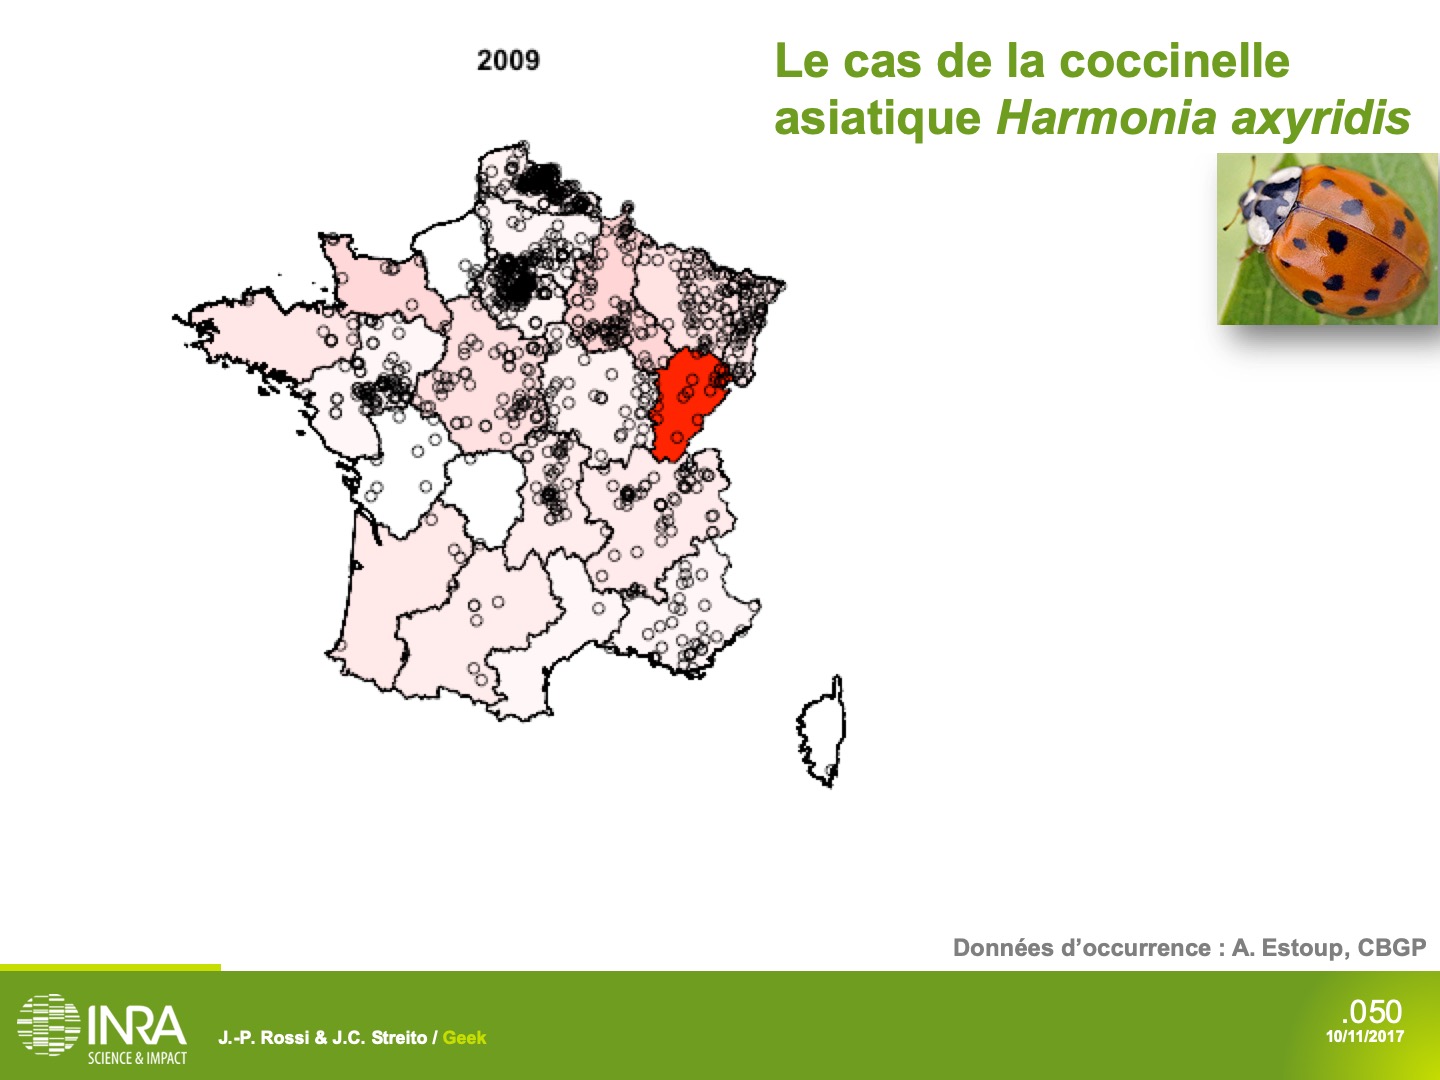 2009
Le cas de la coccinelle
asiatique Harmonia axyridis
Données d’occurrence : A. Estoup, CBGP
INRA
SCIENCE & IMPACT
J.-P. Rossi & J.C. Streito / Geek
.050
10/11/2017